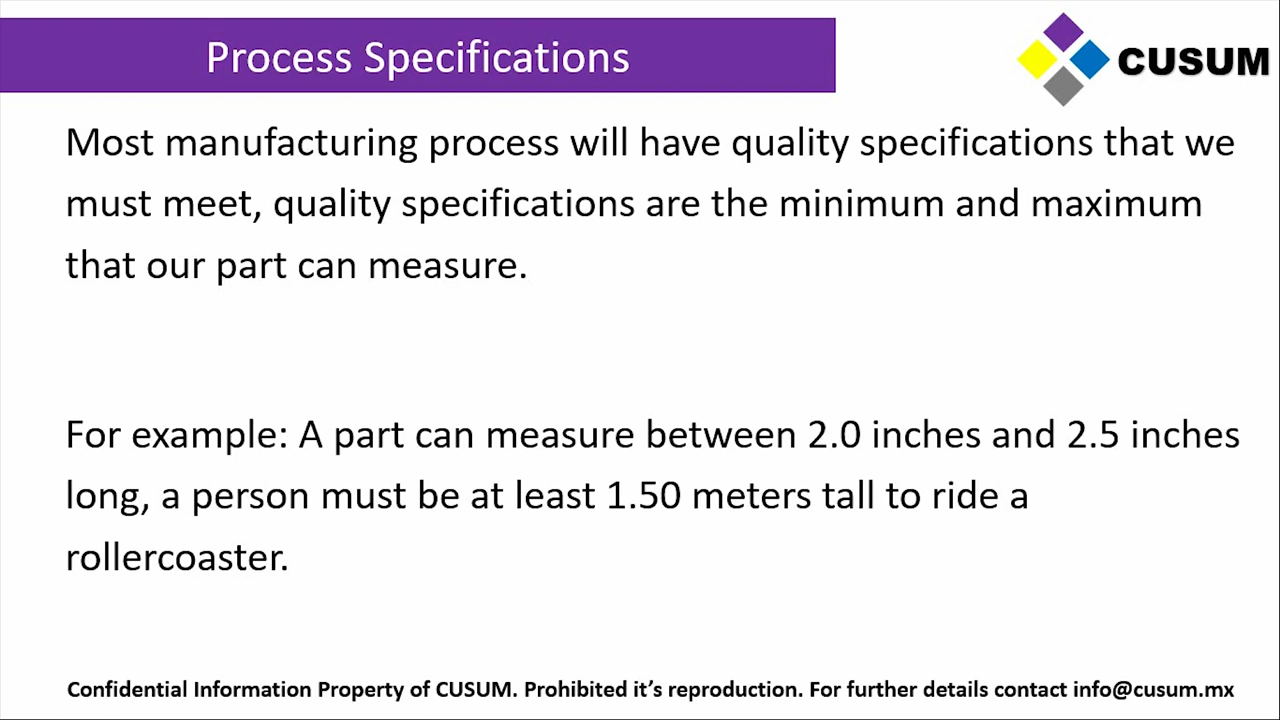 Process Specifications
CUSUM
Most manufacturing process will have quality specifications that we
must meet, quality specifications are the minimum and maximum
that our part can measure.
For example: A part can measure between 2.0 inches and 2.5 inches
long, a person must be at least 1.50 meters tall to ride a
rollercoaster.
Confidential Information Property of CUSUM. Prohibited it’s reproduction. For further details contact info@cusum.mx